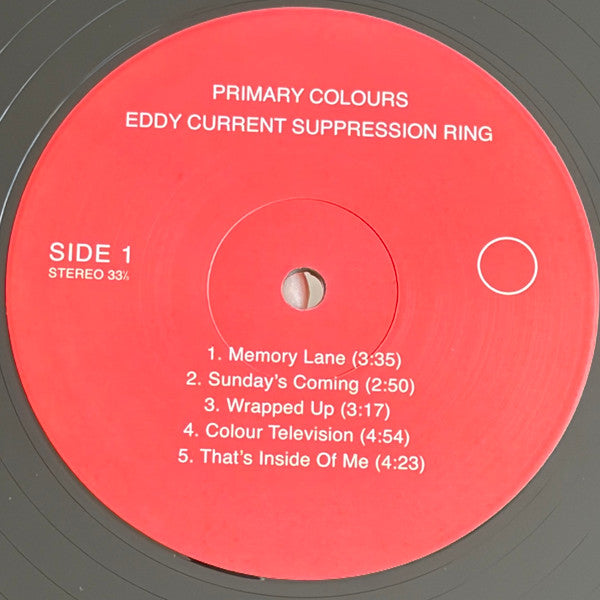 PRIMARY COLOURS
EDDY CURRENT SUPPRESSION RING
SIDE 1
STEREO 33⅓
1. Memory Lane (3:35)
2. Sunday's Coming (2:50)
3. Wrapped Up (3:17)
4. Colour Television (4:54)
5. That's Inside Of Me (4:23)